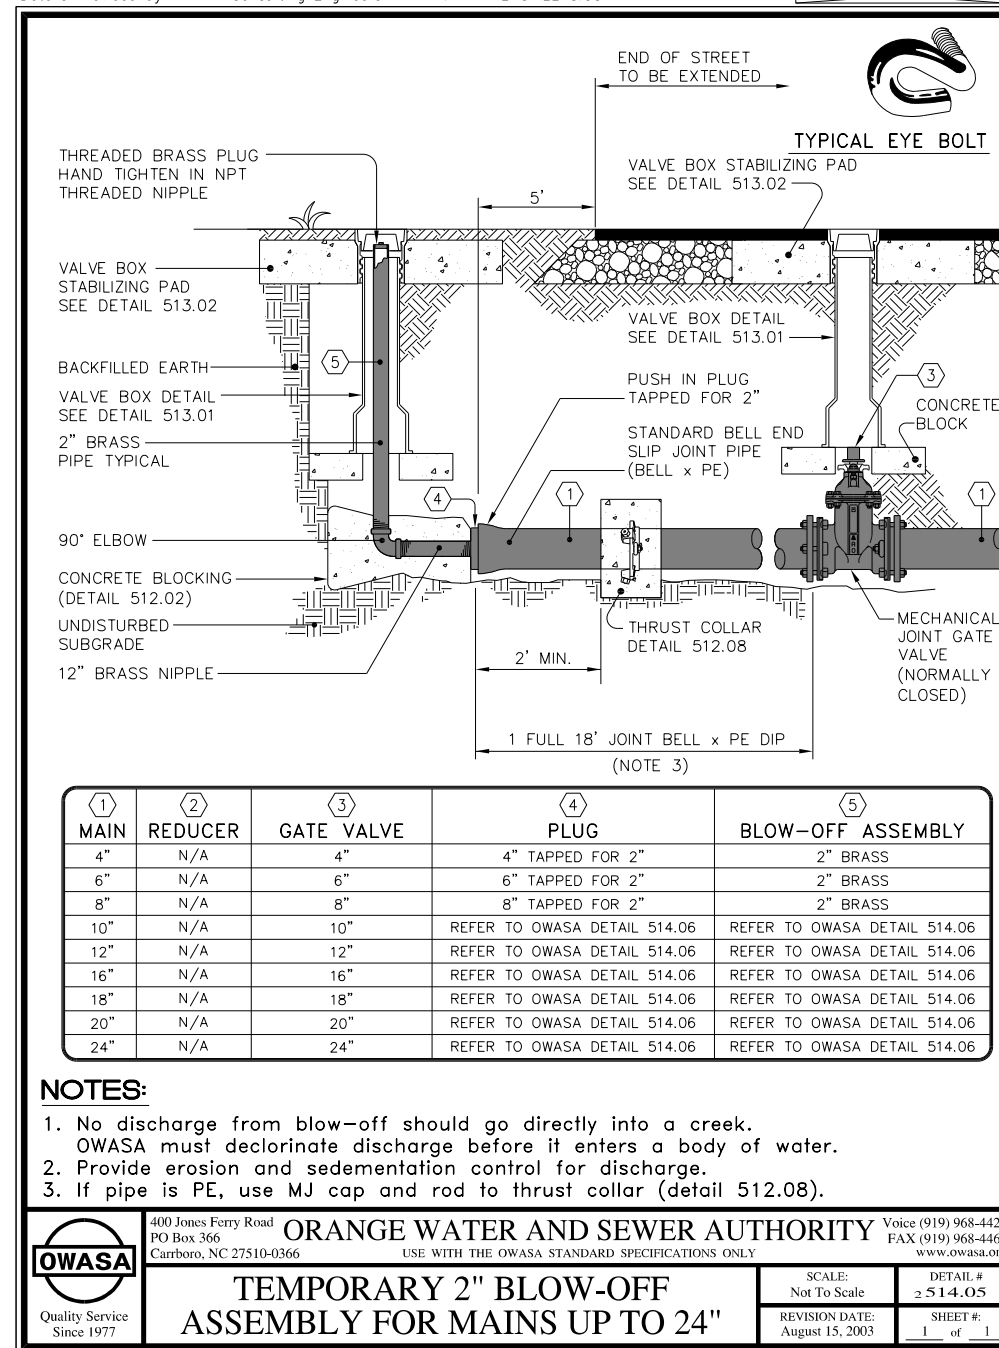 END OF STREET
TO BE EXTENDED
TYPICAL EYE BOLT
THREADED BRASS PLUG
HAND TIGHTEN IN NPT
THREADED NIPPLE
VALVE BOX STABILIZING PAD
SEE DETAIL 513.02
5'
VALVE BOX
STABILIZING PAD
SEE DETAIL 513.02
VALVE BOX DETAIL
SEE DETAIL 513.01
BACKFILLED EARTH
5
3
VALVE BOX DETAIL
SEE DETAIL 513.01
PUSH IN PLUG
TAPPED FOR 2"
CONCRETE
BLOCK
2" BRASS
PIPE TYPICAL
STANDARD BELL END
SLIP JOINT PIPE
(BELL x PE)
4
1
1
90° ELBOW
CONCRETE BLOCKING
(DETAIL 512.02)
UNDISTURBED
SUBGRADE
THRUST COLLAR
DETAIL 512.08
MECHANICAL
JOINT GATE
VALVE
(NORMALLY
CLOSED)
2' MIN.
12" BRASS NIPPLE
1 FULL 18' JOINT BELL x PE DIP
(NOTE 3)
1 2 3 4 5
MAIN REDUCER GATE VALVE PLUG BLOW-OFF ASSEMBLY
4" N/A 4" 4" TAPPED FOR 2" 2" BRASS
6" N/A 6" 6" TAPPED FOR 2" 2" BRASS
8" N/A 8" 8" TAPPED FOR 2" 2" BRASS
10" N/A 10" REFER TO OWASA DETAIL 514.06 REFER TO OWASA DETAIL 514.06
12" N/A 12" REFER TO OWASA DETAIL 514.06 REFER TO OWASA DETAIL 514.06
16" N/A 16" REFER TO OWASA DETAIL 514.06 REFER TO OWASA DETAIL 514.06
18" N/A 18" REFER TO OWASA DETAIL 514.06 REFER TO OWASA DETAIL 514.06
20" N/A 20" REFER TO OWASA DETAIL 514.06 REFER TO OWASA DETAIL 514.06
24" N/A 24" REFER TO OWASA DETAIL 514.06 REFER TO OWASA DETAIL 514.06
NOTES:
1. No discharge from blow-off should go directly into a creek.
OWASA must declorinate discharge before it enters a body of water.
2. Provide erosion and sedementation control for discharge.
3. If pipe is PE, use MJ cap and rod to thrust collar (detail 512.08).
OWASA
Quality Service
Since 1977
400 Jones Ferry Road
PO Box 366
Carrboro, NC 27510-0366
ORANGE WATER AND SEWER AUTHORITY
USE WITH THE OWASA STANDARD SPECIFICATIONS ONLY
Voice (919) 968-442
FAX (919) 968-446
www.owasa.or
TEMPORARY 2" BLOW-OFF
ASSEMBLY FOR MAINS UP TO 24"
SCALE:
Not To Scale
DETAIL #
2 514.05
REVISION DATE:
August 15, 2003
SHEET #:
1 of 1